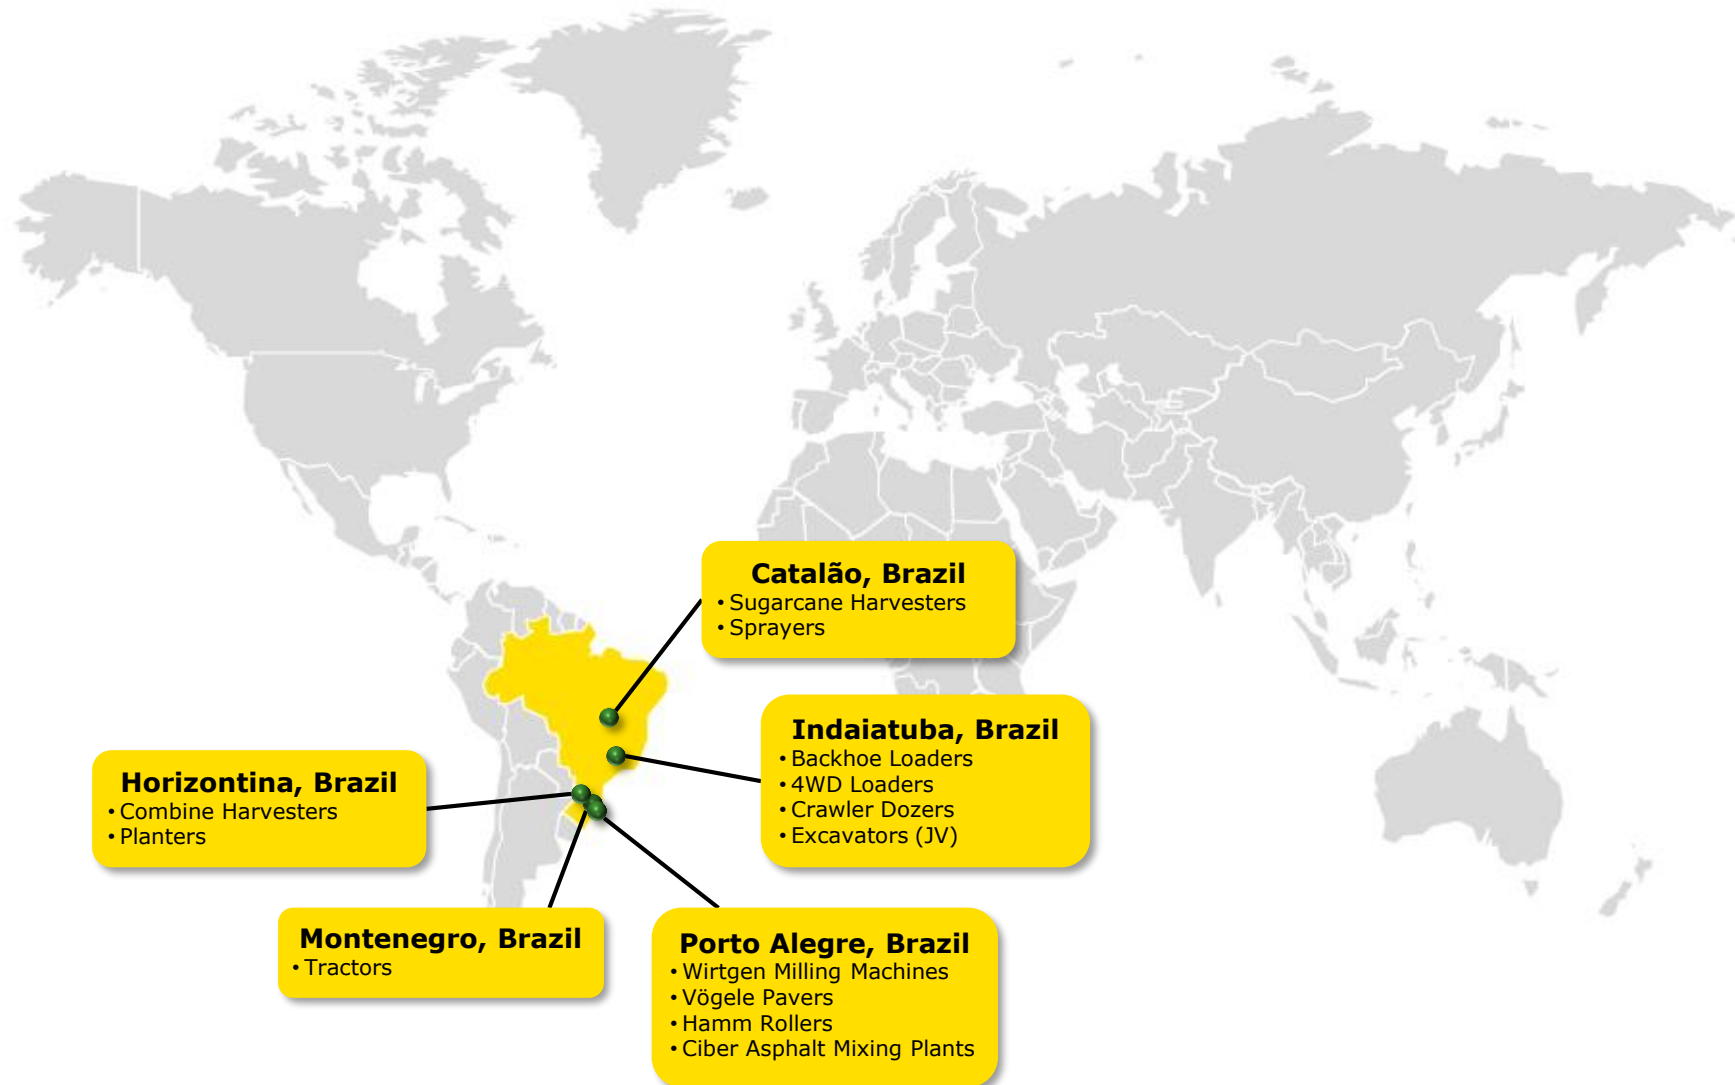 Catalão, Brazil
• Sugarcane Harvesters
• Sprayers
Indaiatuba, Brazil
• Backhoe Loaders
• 4WD Loaders
• Crawler Dozers
• Excavators (JV)
Horizontina, Brazil
• Combine Harvesters
• Planters
Montenegro, Brazil
• Tractors
Porto Alegre, Brazil
• Wirtgen Milling Machines
• Vögele Pavers
• Hamm Rollers
• Ciber Asphalt Mixing Plants